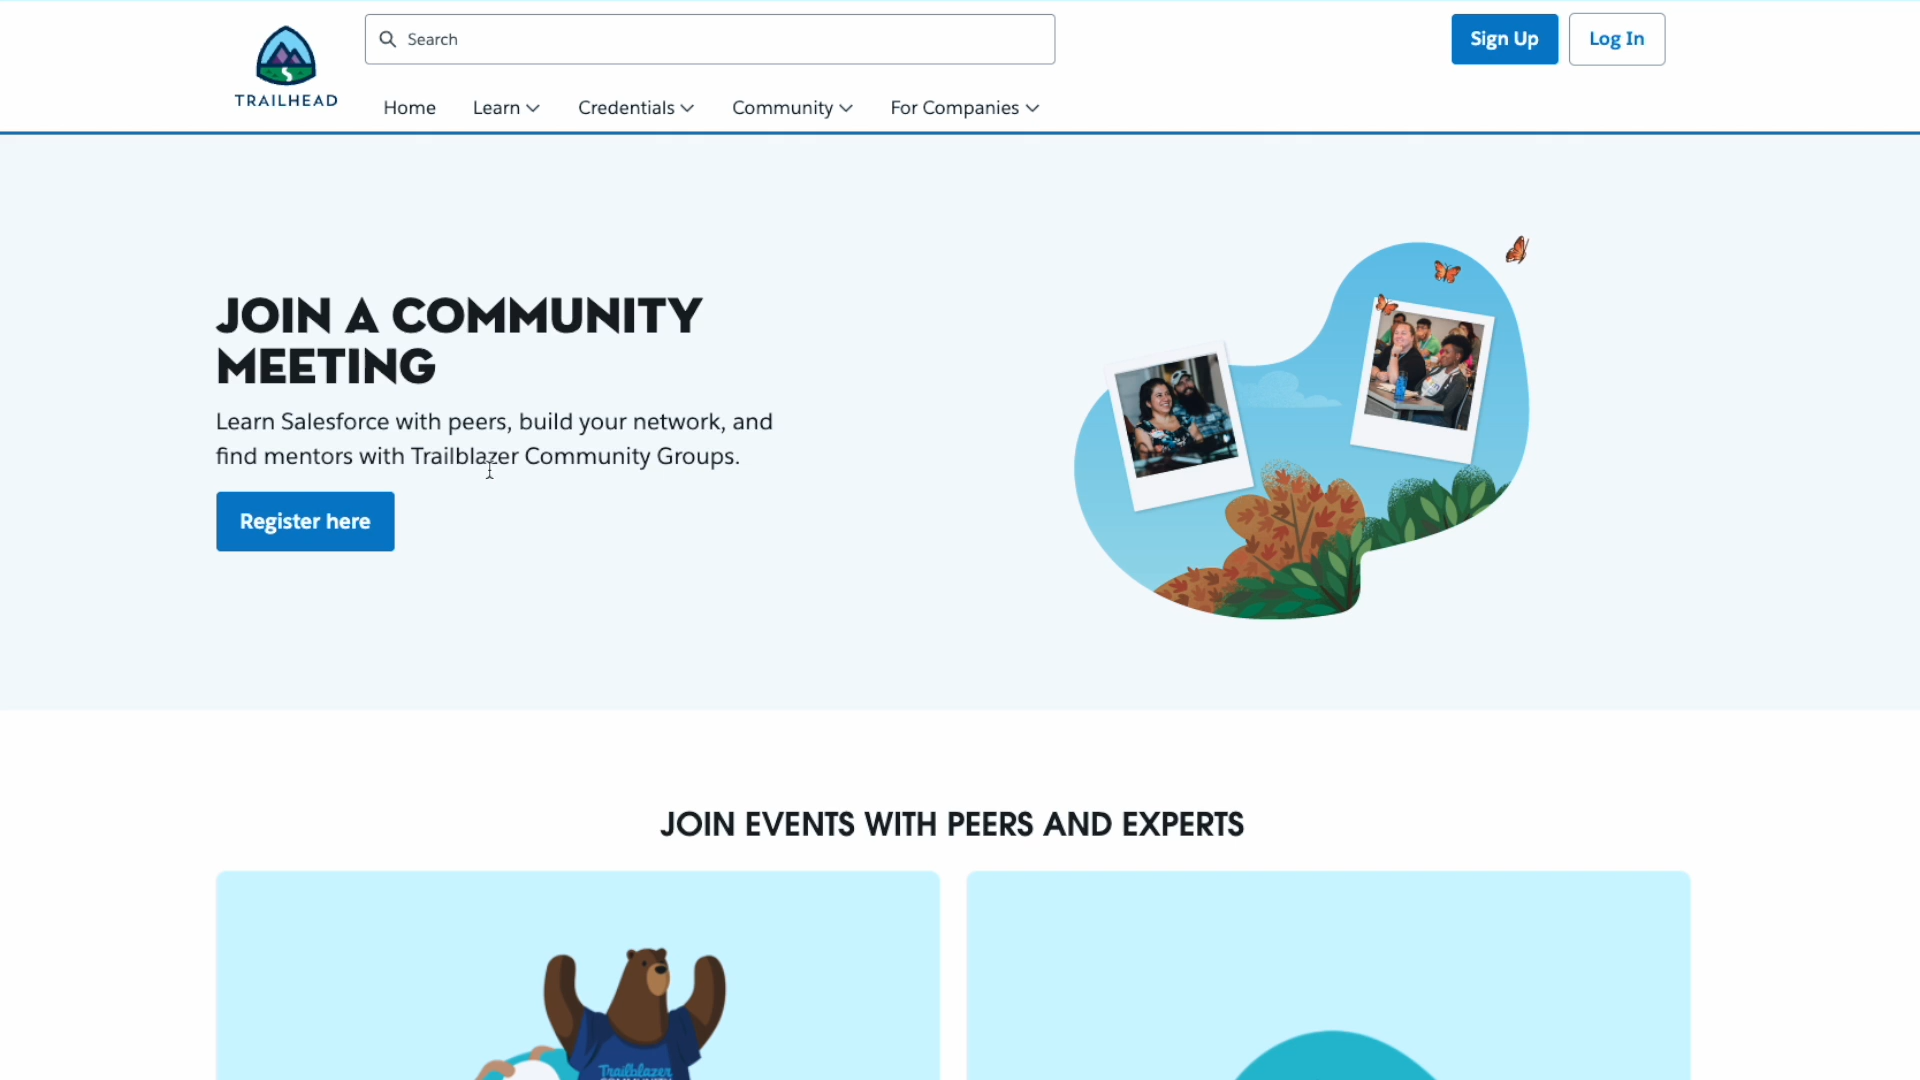 Search
Sign Up
Log In
TRAILHEAD
Home
Learn
Credentials
Community
For Companies
JOIN A COMMUNITY
MEETING
Learn Salesforce with peers, build your network, and
find mentors with Trailblazer Community Groups.
Register here
JOIN EVENTS WITH PEERS AND EXPERTS
Trailblazer
COMMUNITY